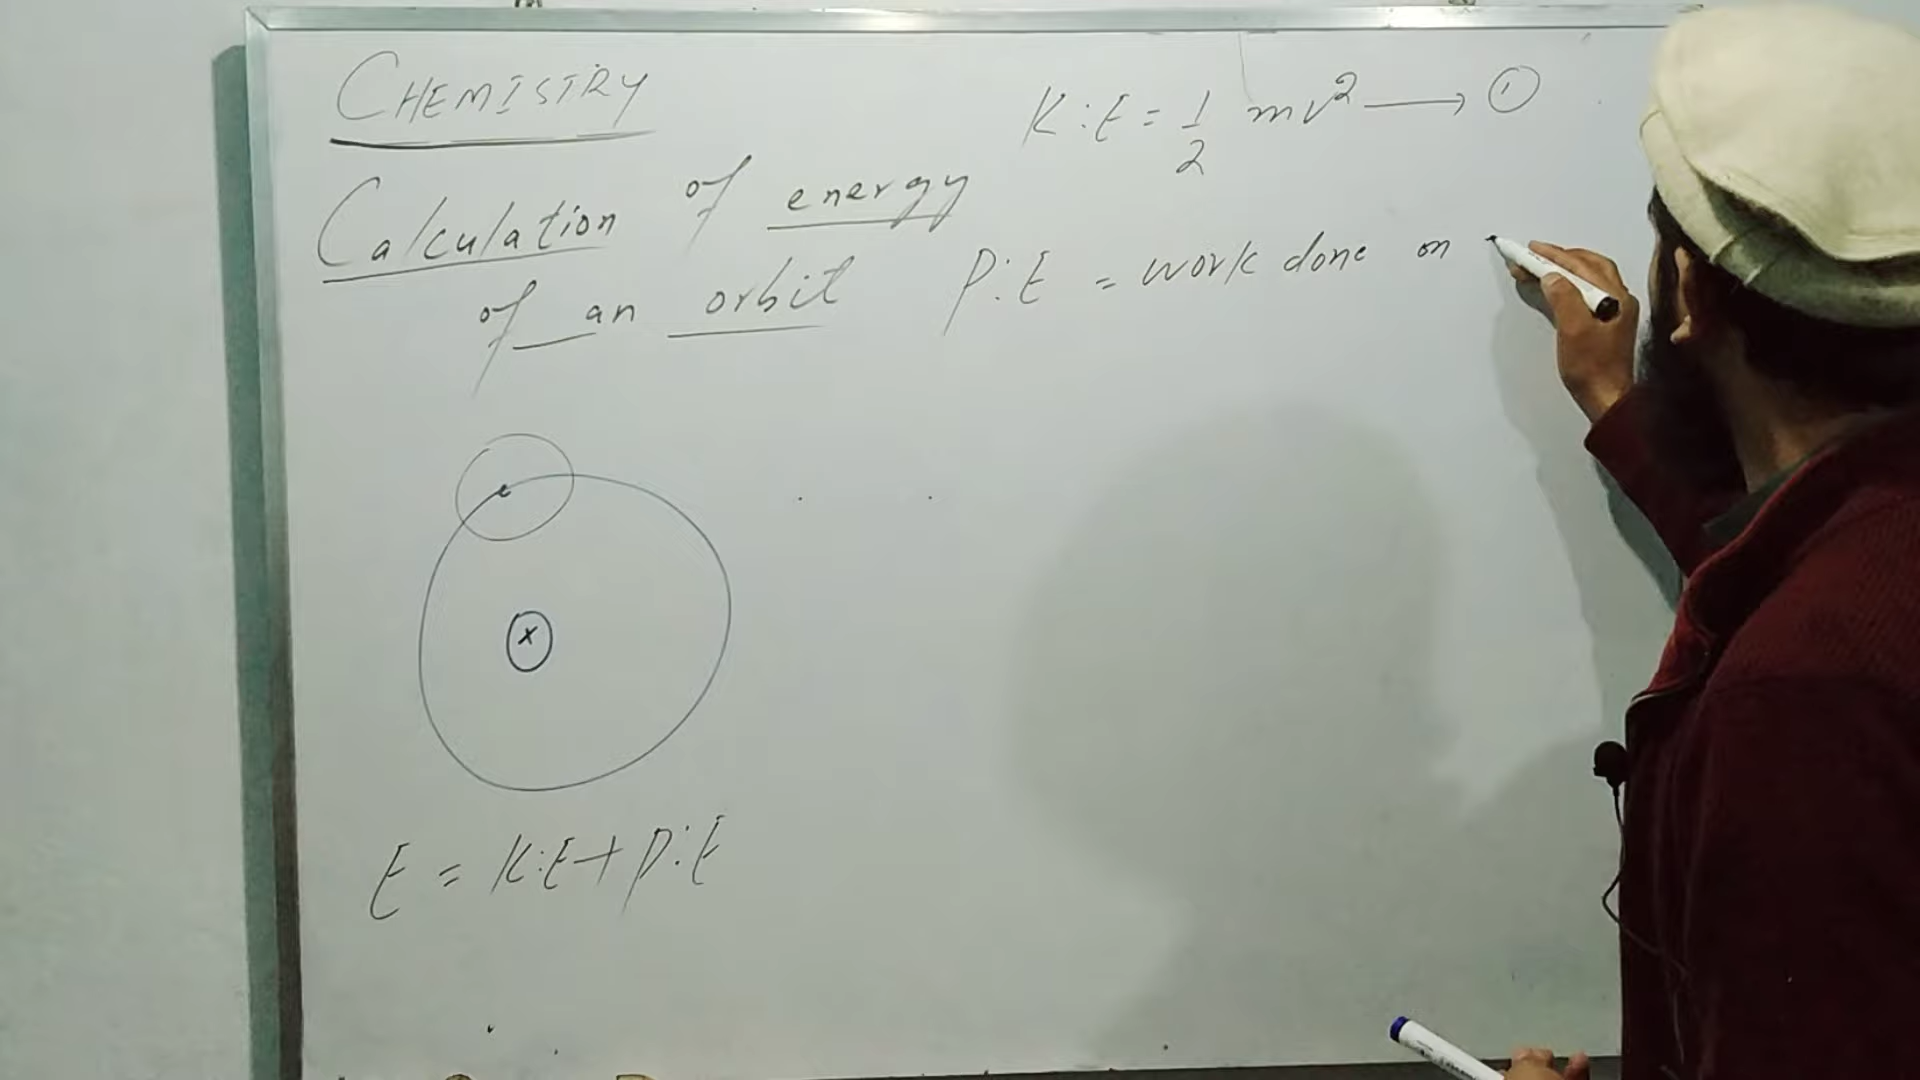 CHEMISTRY
Calculation of energy
of an orbit
e
x
E = K:E + P:E
K:E = 1/2 mv² → ①
P:E = work done on